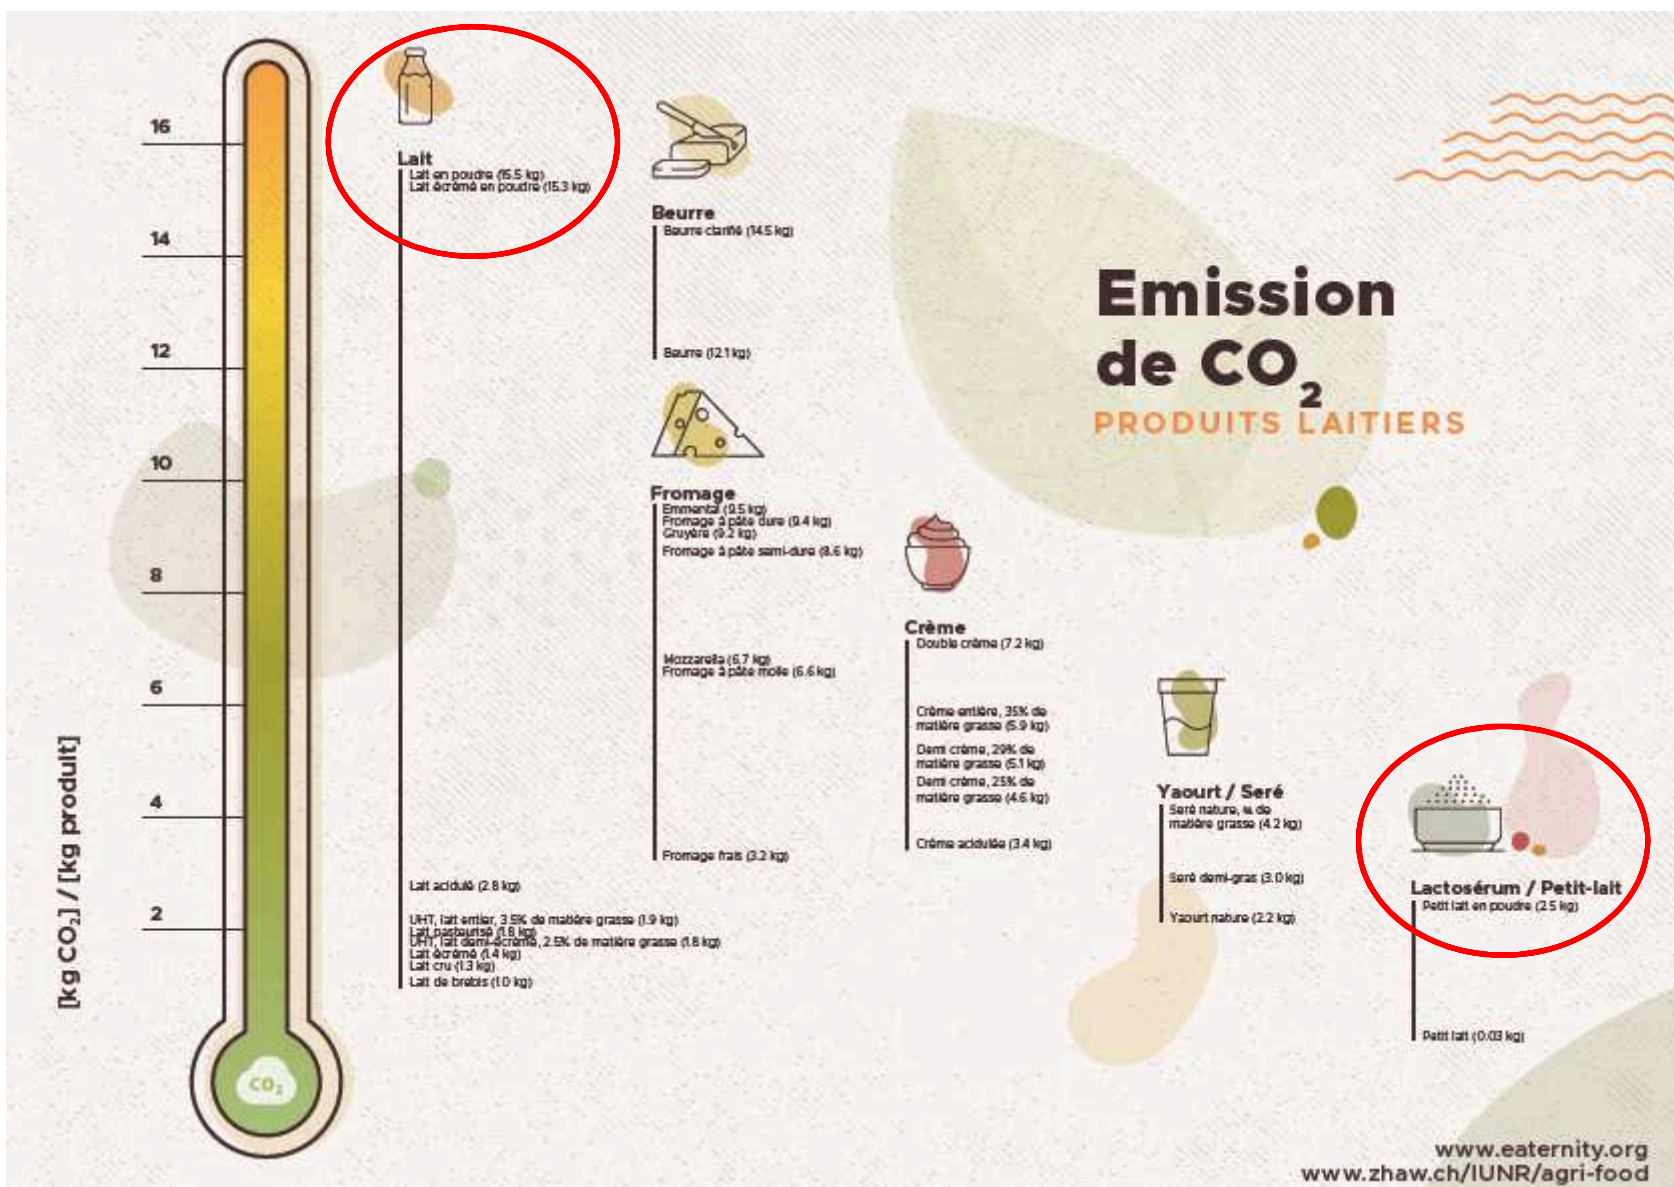 16
14
12
10
8
6
4
2
[kg CO₂] / [kg produit]
CO₂
Lait
Lait en poudre (15.5 kg)
Lait écrémé en poudre (15.3 kg)
Lait acidulé (2.8 kg)
UHT, lait entier, 3.5% de matière grasse (1.9 kg)
Lait pasteurisé (1.8 kg)
UHT, lait demi-écrémé, 2.5% de matière grasse (1.8 kg)
Lait écrémé (1.4 kg)
Lait cru (1.3 kg)
Lait de brebis (1.0 kg)
Beurre
Beurre clarifié (14.5 kg)
Beurre (12.1 kg)
Fromage
Emmental (9.5 kg)
Fromage à pâte dure (9.4 kg)
Gruyère (9.2 kg)
Fromage à pâte semi-dure (8.6 kg)
Mozzarella (6.7 kg)
Fromage à pâte molle (6.6 kg)
Fromage frais (3.2 kg)
Crème
Double crème (7.2 kg)
Crème entière, 35% de
matière grasse (5.9 kg)
Demi crème, 29% de
matière grasse (5.1 kg)
Demi crème, 25% de
matière grasse (4.6 kg)
Crème acidulée (3.4 kg)
Emission
de CO₂
PRODUITS LAITIERS
Yaourt / Seré
Seré nature, de
matière grasse (4.2 kg)
Seré demi-gras (3.0 kg)
Yaourt nature (2.2 kg)
Lactosérum / Petit-lait
Petit lait en poudre (2.5 kg)
Petit lait (0.03 kg)
www.eaternity.org
www.zhaw.ch/IUNR/agri-food